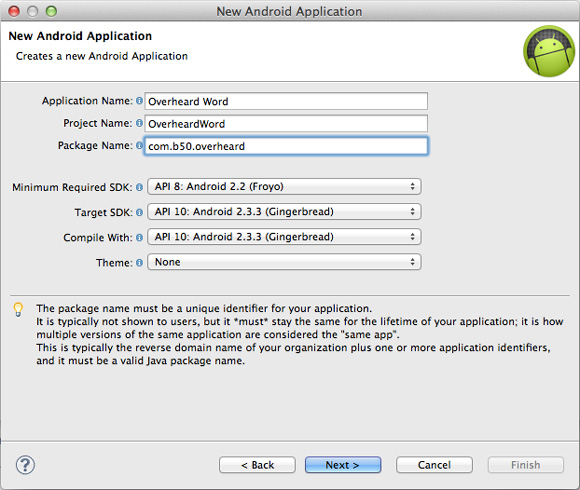 New Android Application
New Android Application
Creates a new Android Application
Application Name: Overheard Word
Project Name: OverheardWord
Package Name: com.b50.overheard
Minimum Required SDK: API 8: Android 2.2 (Froyo)
Target SDK: API 10: Android 2.3.3 (Gingerbread)
Compile With: API 10: Android 2.3.3 (Gingerbread)
Theme: None
The package name must be a unique identifier for your application.
It is typically not shown to users, but it *must* stay the same for the lifetime of your application; it is how
multiple versions of the same application are considered the "same app".
This is typically the reverse domain name of your organization plus one or more application identifiers,
and it must be a valid Java package name.
? < Back Next > Cancel Finish